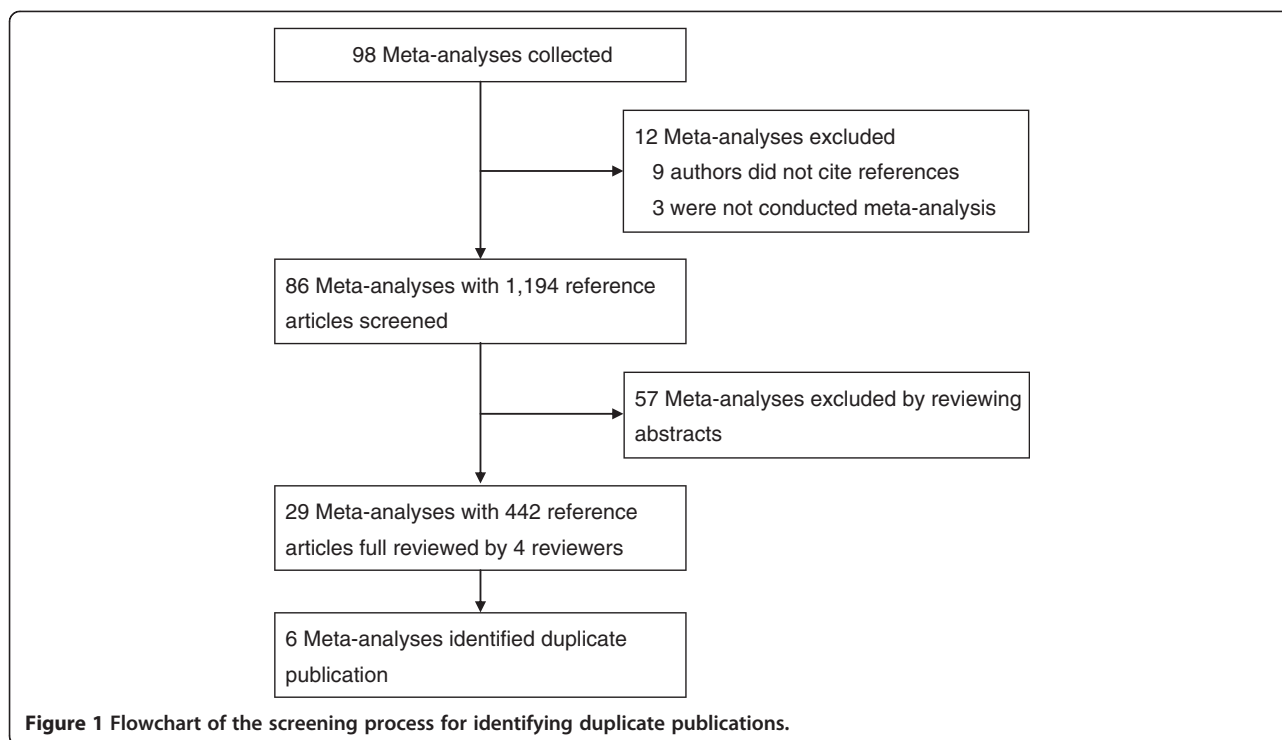 98 Meta-analyses collected
12 Meta-analyses excluded
9 authors did not cite references
3 were not conducted meta-analysis
86 Meta-analyses with 1,194 reference
articles screened
57 Meta-analyses excluded by reviewing
abstracts
29 Meta-analyses with 442 reference
articles full reviewed by 4 reviewers
6 Meta-analyses identified duplicate
publication
Figure 1 Flowchart of the screening process for identifying duplicate publications.